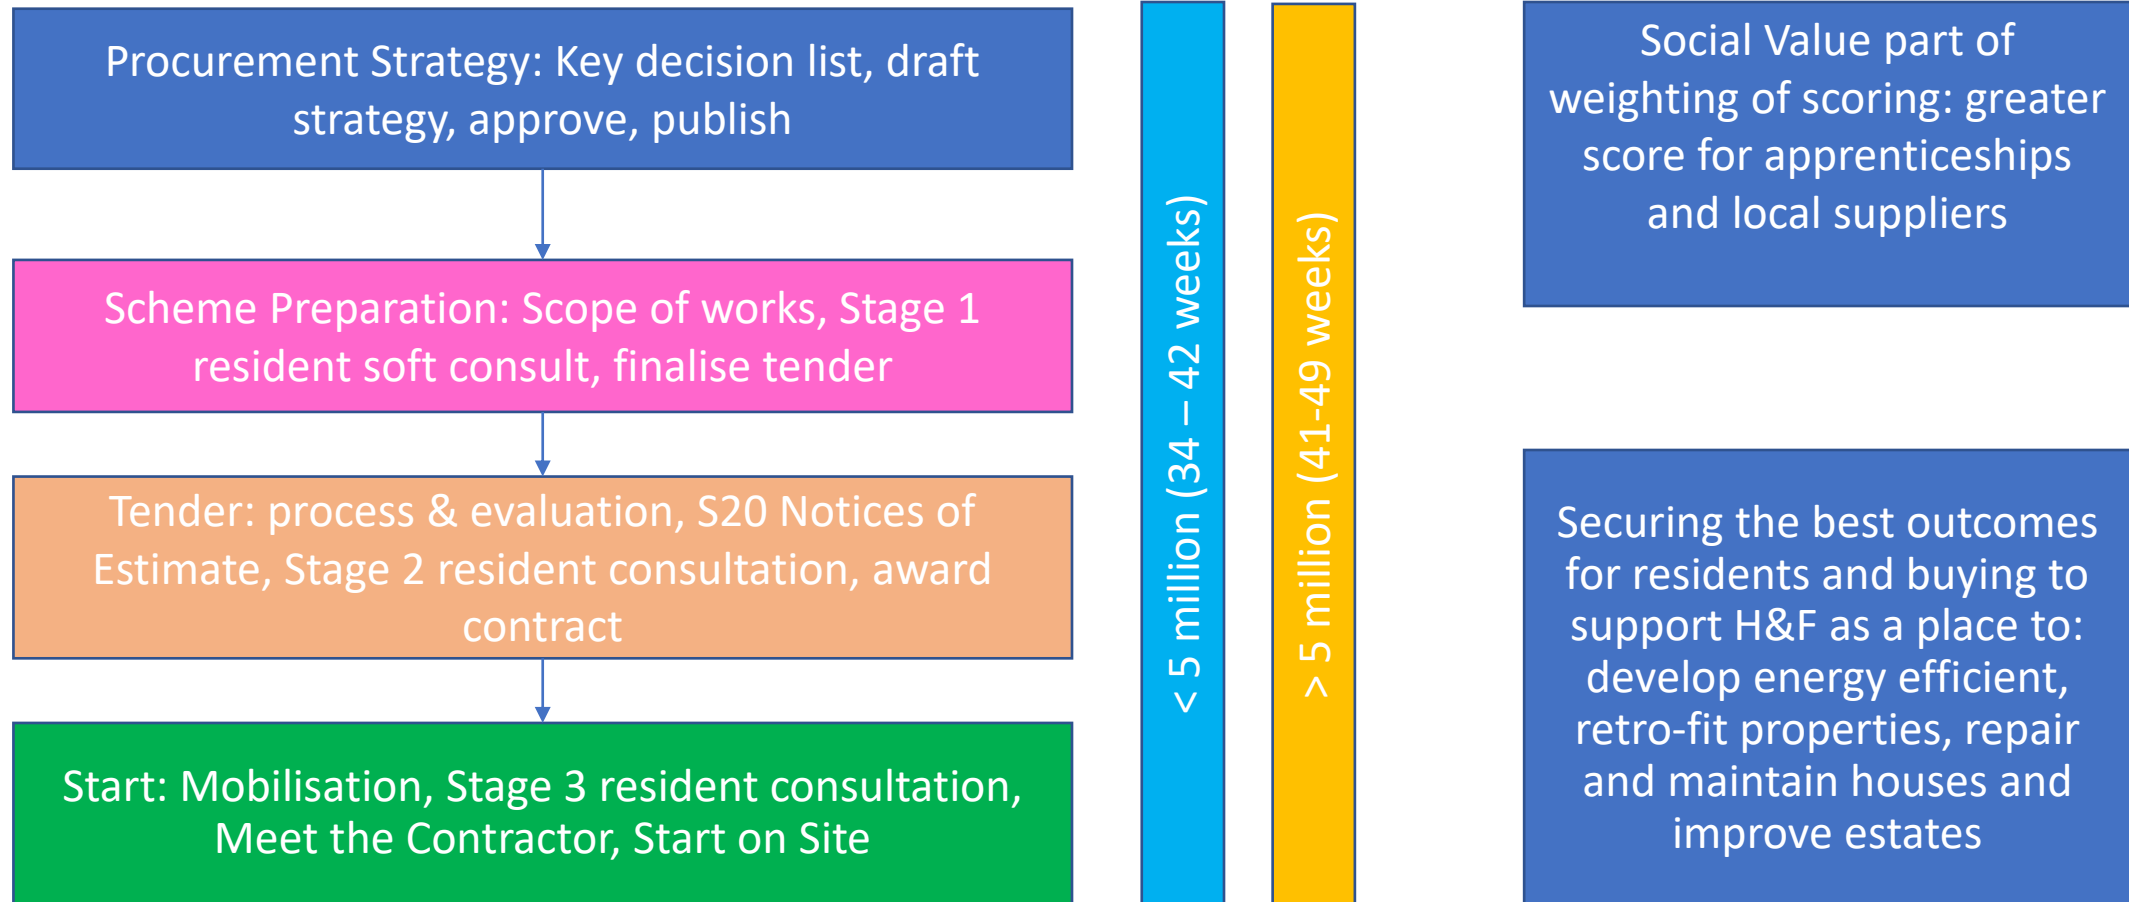 Procurement Strategy: Key decision list, draft
strategy, approve, publish
Scheme Preparation: Scope of works, Stage 1
resident soft consult, finalise tender
Tender: process & evaluation, S20 Notices of
Estimate, Stage 2 resident consultation, award
contract
Start: Mobilisation, Stage 3 resident consultation,
Meet the Contractor, Start on Site
< 5 million (34 – 42 weeks)
> 5 million (41-49 weeks)
Social Value part of
weighting of scoring: greater
score for apprenticeships
and local suppliers
Securing the best outcomes
for residents and buying to
support H&F as a place to:
develop energy efficient,
retro-fit properties, repair
and maintain houses and
improve estates